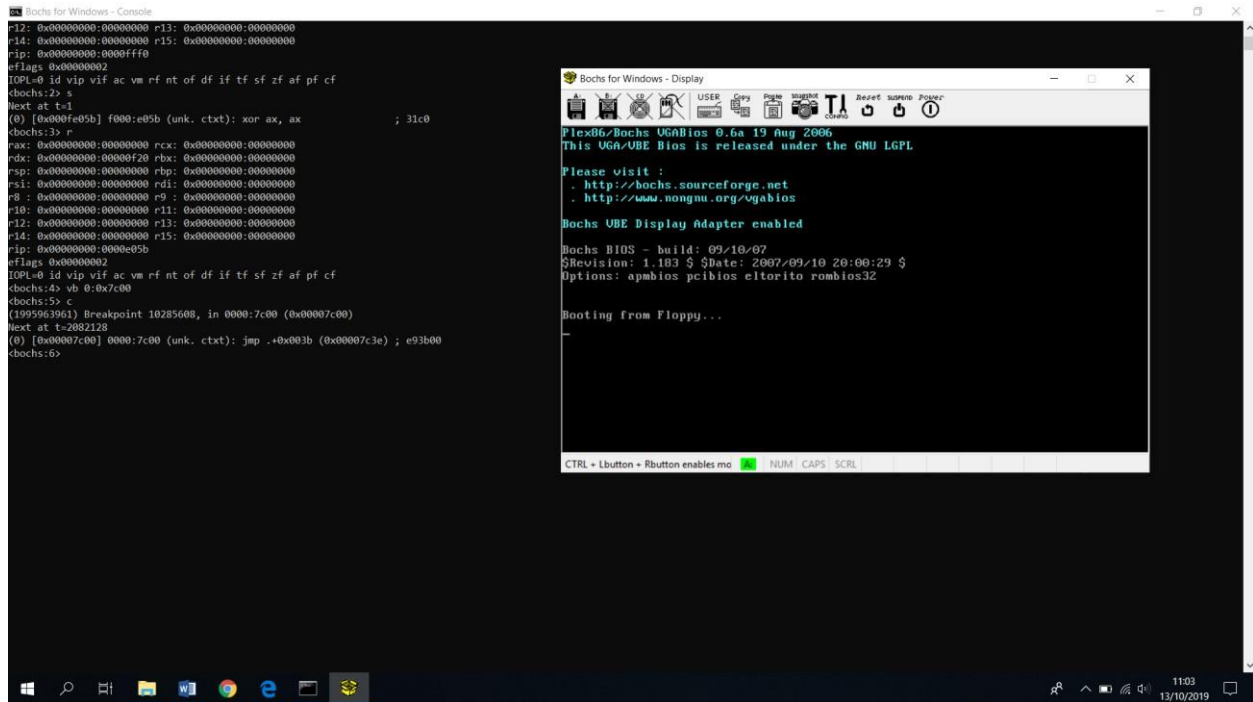 Bochs for Windows - Console
r12: 0x00000000:00000000 r13: 0x00000000:00000000
r14: 0x00000000:00000000 r15: 0x00000000:00000000
rip: 0x00000000:0000fff0
eflags 0x00000002
IOPL=0 id vip vif ac vm rf nt of df if tf sf zf af pf cf
<bochs:2> s
Next at t=1
(0) [0x000fe05b] f000:e05b (unk. ctxt): xor ax, ax ; 31c0
<bochs:3> r
rax: 0x00000000:00000000 rcx: 0x00000000:00000000
rdx: 0x00000000:00000f20 rbx: 0x00000000:00000000
rsp: 0x00000000:00000000 rbp: 0x00000000:00000000
rsi: 0x00000000:00000000 rdi: 0x00000000:00000000
r8 : 0x00000000:00000000 r9 : 0x00000000:00000000
r10: 0x00000000:00000000 r11: 0x00000000:00000000
r12: 0x00000000:00000000 r13: 0x00000000:00000000
r14: 0x00000000:00000000 r15: 0x00000000:00000000
rip: 0x00000000:0000e05b
eflags 0x00000002
IOPL=0 id vip vif ac vm rf nt of df if tf sf zf af pf cf
<bochs:4> vb 0:0x7c00
<bochs:5> c
(1995963961) Breakpoint 10285608, in 0000:7c00 (0x00007c00)
Next at t=2082128
(0) [0x00007c00] 0000:7c00 (unk. ctxt): jmp .+0x003b (0x00007c3e) ; e93b00
<bochs:6>
Bochs for Windows - Display
A: B: CD USER Copy Paste snapshot CONFIG Reset SUSPEND Power
Plex86/Bochs VGABios 0.6a 19 Aug 2006
This VGA/VBE Bios is released under the GNU LGPL
Please visit :
. http://bochs.sourceforge.net
. http://www.nongnu.org/vgabios
Bochs VBE Display Adapter enabled
Bochs BIOS - build: 09/10/07
$Revision: 1.183 $ $Date: 2007/09/10 20:00:29 $
Options: apmbios pcibios eltorito rombios32
Booting from Floppy...
CTRL + Lbutton + Rbutton enables mo A: NUM CAPS SCRL
11:03
13/10/2019